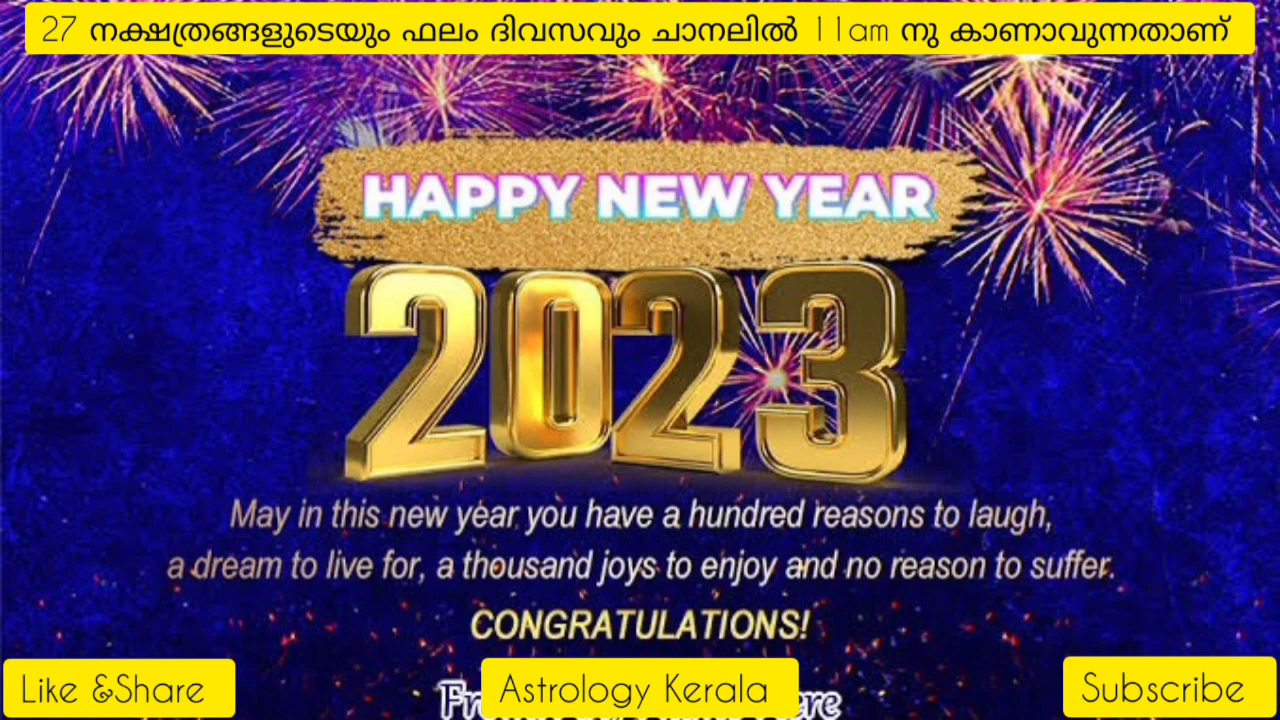 27 നക്ഷത്രങ്ങളുടെയും ഫലം ദിവസവും ചാനലിൽ 11am നു കാണാവുന്നതാണ്
HAPPY NEW YEAR
2023
May in this new year you have a hundred reasons to laugh,
a dream to live for, a thousand joys to enjoy and no reason to suffer.
CONGRATULATIONS!
Like &Share
Astrology Kerala
Subscribe